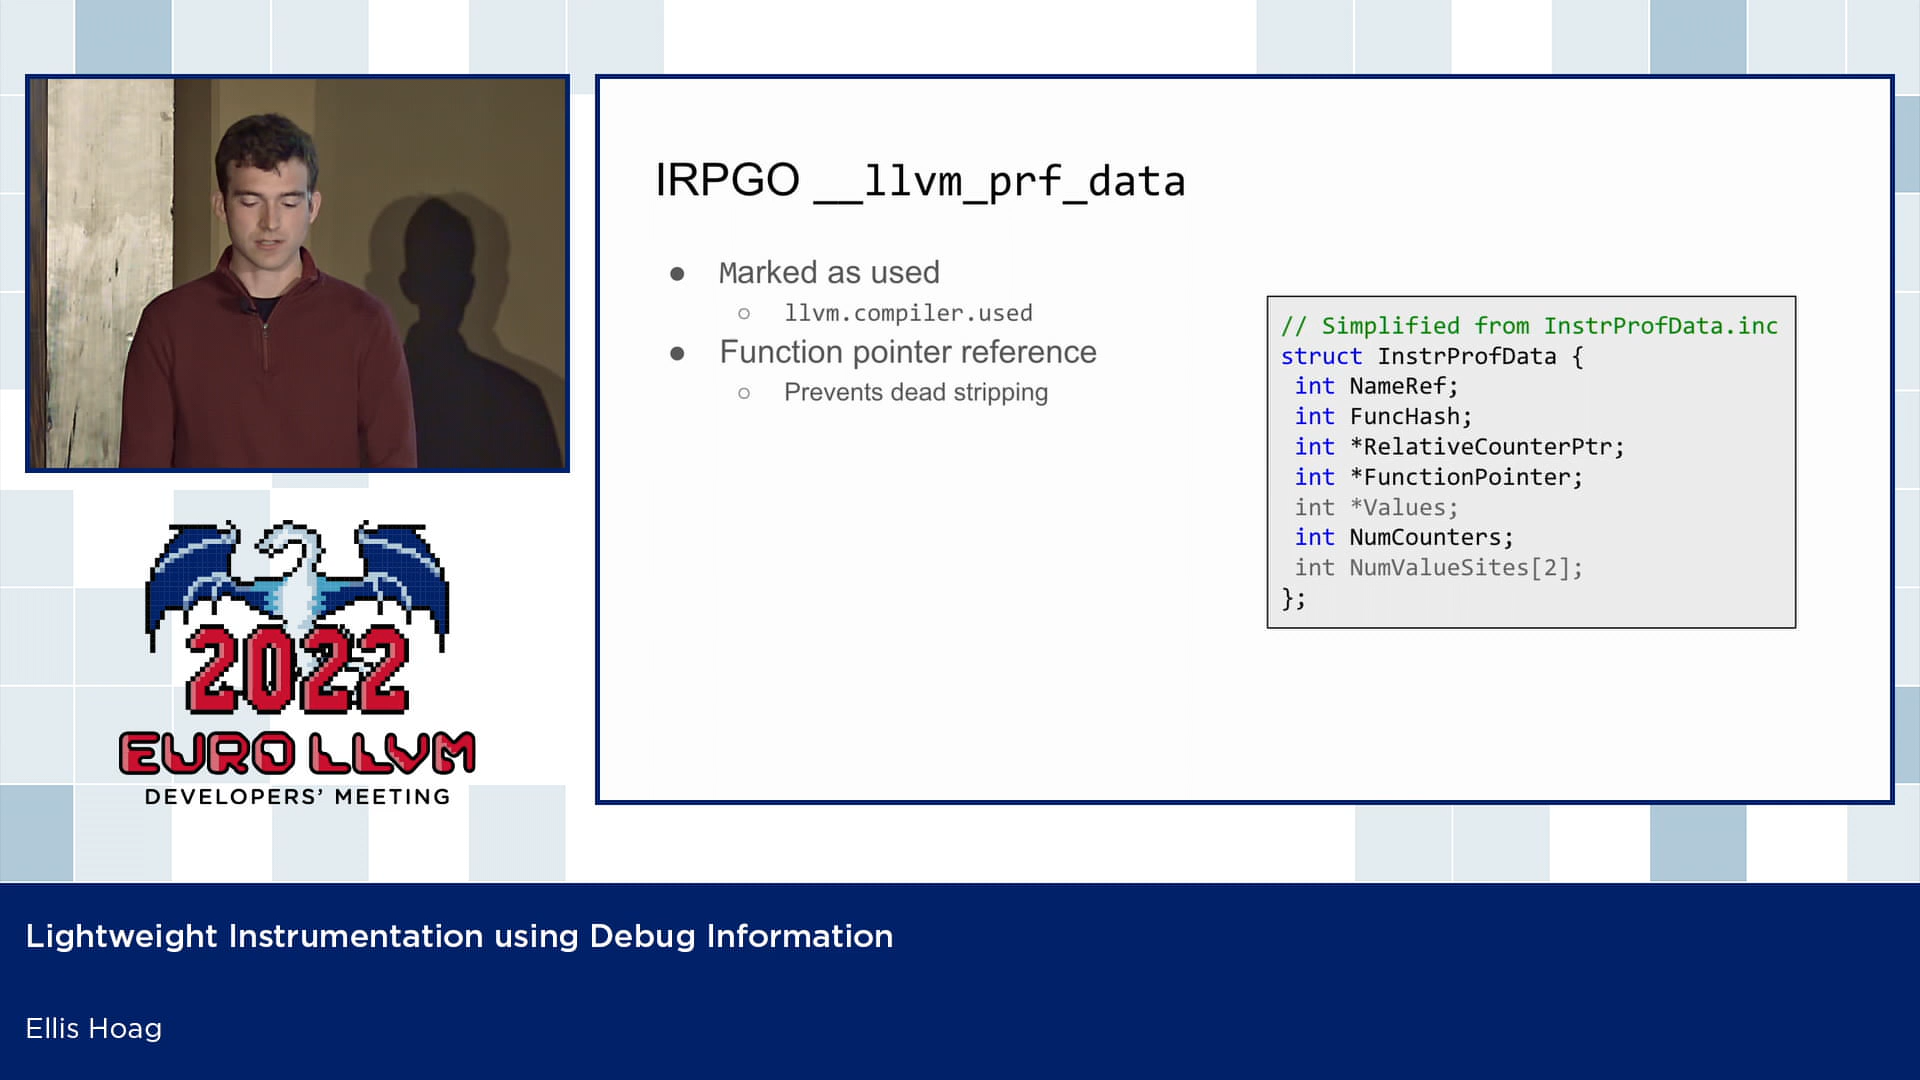 IRPGO __llvm_prf_data
● Marked as used
○ llvm.compiler.used
● Function pointer reference
○ Prevents dead stripping
// Simplified from InstrProfData.inc
struct InstrProfData {
int NameRef;
int FuncHash;
int *RelativeCounterPtr;
int *FunctionPointer;
int *Values;
int NumCounters;
int NumValueSites[2];
};
2022
EURO LLVM
DEVELOPERS’ MEETING
Lightweight Instrumentation using Debug Information
Ellis Hoag